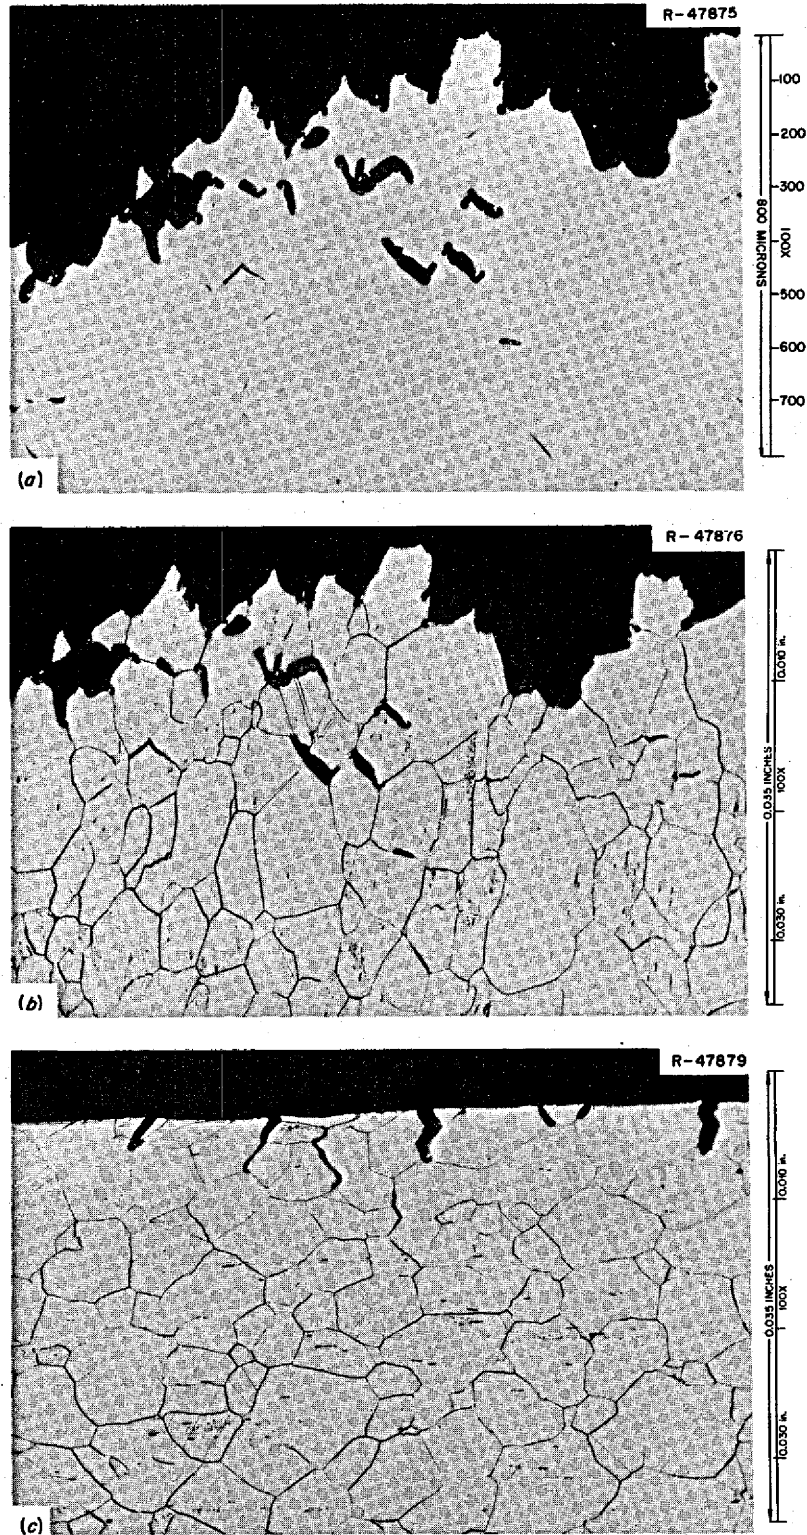 R-47875
100
200
300
100X
800 MICRONS
500
600
700
(a)
R-47876
0.010 in.
0.035 INCHES
100X
0.030 in.
(b)
R-47879
0.010 in.
0.035 INCHES
100X
0.030 in.
(c)